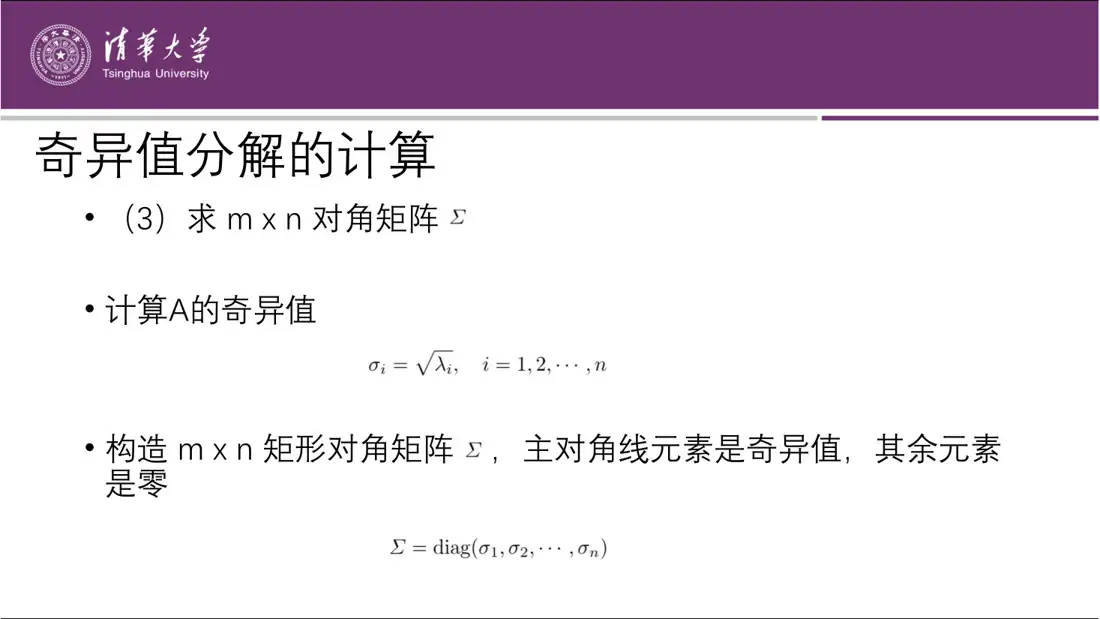 清华大学
Tsinghua University
奇异值分解的计算
• （3）求 m x n 对角矩阵 Σ
• 计算A的奇异值
σᵢ = √λᵢ, i = 1, 2, ⋯ , n
• 构造 m x n 矩形对角矩阵 Σ ，主对角线元素是奇异值，其余元素
是零
Σ = diag(σ₁, σ₂, ⋯ , σₙ)